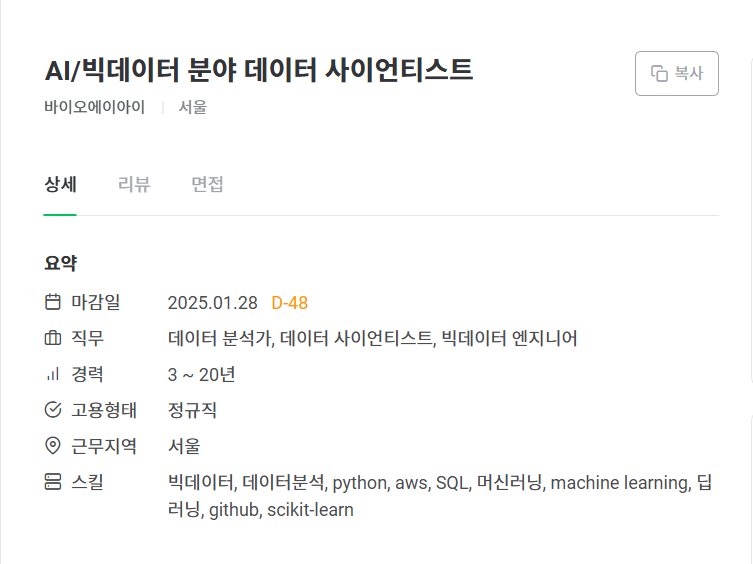 AI/빅데이터 분야 데이터 사이언티스트
복사
바이오에이아이 | 서울
상세 리뷰 면접
요약
마감일 2025.01.28 D-48
직무 데이터 분석가, 데이터 사이언티스트, 빅데이터 엔지니어
경력 3 ~ 20년
고용형태 정규직
근무지역 서울
스킬 빅데이터, 데이터분석, python, aws, SQL, 머신러닝, machine learning, 딥
러닝, github, scikit-learn